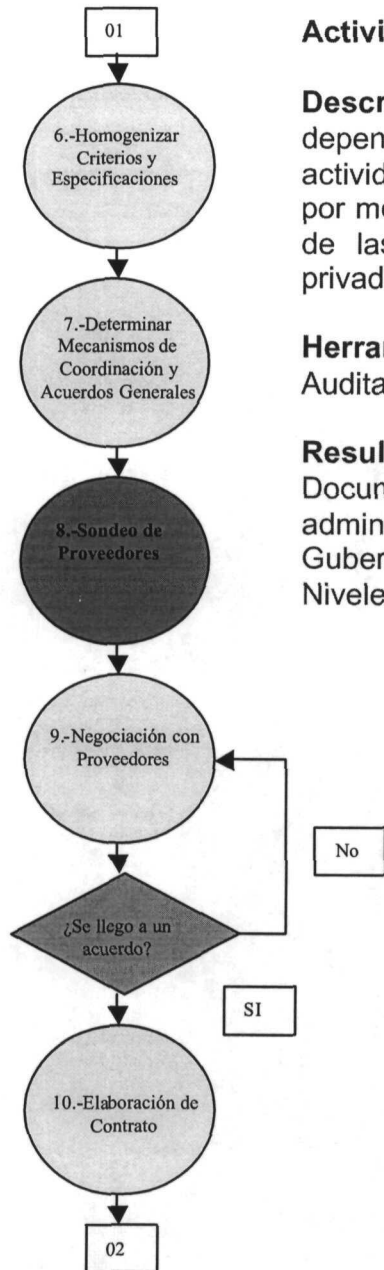 01
6.-Homogenizar
Criterios y
Especificaciones
7.-Determinar
Mecanismos de
Coordinación y
Acuerdos Generales
8.-Sondeo de
Proveedores
9.-Negociación con
Proveedores
No
¿Se llego a un
acuerdo?
SI
10.-Elaboración de
Contrato
02
Activi
Descr
depen
activid
por me
de las
privad
Herra
Audita
Resul
Docum
admin
Guber
Nivele